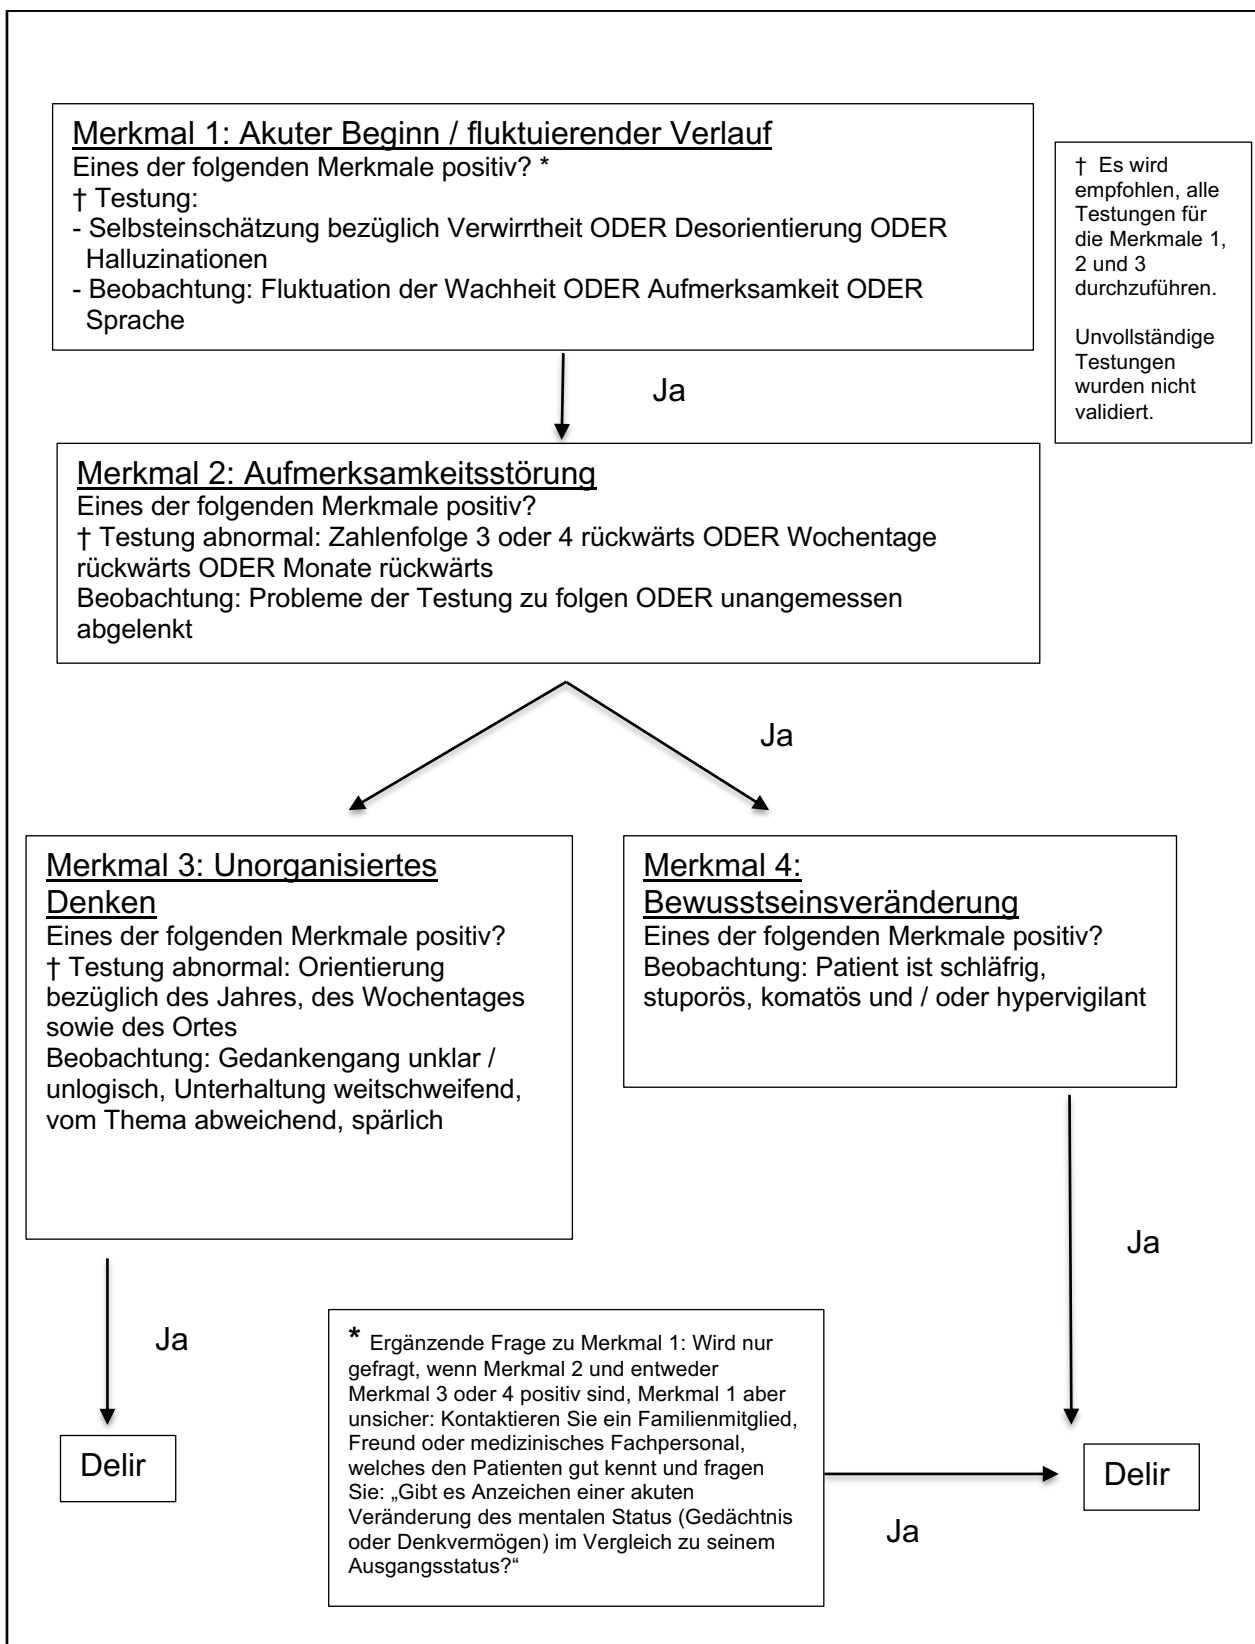 Merkmal 1: Akuter Beginn / fluktuierender Verlauf
Eines der folgenden Merkmale positiv? *
† Testung:
- Selbsteinschätzung bezüglich Verwirrtheit ODER Desorientierung ODER
Halluzinationen
- Beobachtung: Fluktuation der Wachheit ODER Aufmerksamkeit ODER
Sprache
† Es wird
empfohlen, alle
Testungen für
die Merkmale 1,
2 und 3
durchzuführen.
Unvollständige
Testungen
wurden nicht
validiert.
Ja
Merkmal 2: Aufmerksamkeitsstörung
Eines der folgenden Merkmale positiv?
† Testung abnormal: Zahlenfolge 3 oder 4 rückwärts ODER Wochentage
rückwärts ODER Monate rückwärts
Beobachtung: Probleme der Testung zu folgen ODER unangemessen
abgelenkt
Ja
Merkmal 3: Unorganisiertes
Denken
Eines der folgenden Merkmale positiv?
† Testung abnormal: Orientierung
bezüglich des Jahres, des Wochentages
sowie des Ortes
Beobachtung: Gedankengang unklar /
unlogisch, Unterhaltung weitschweifend,
vom Thema abweichend, spärlich
Merkmal 4:
Bewusstseinsveränderung
Eines der folgenden Merkmale positiv?
Beobachtung: Patient ist schläfrig,
stuporös, komatös und / oder hypervigilant
Ja
Ja
* Ergänzende Frage zu Merkmal 1: Wird nur
gefragt, wenn Merkmal 2 und entweder
Merkmal 3 oder 4 positiv sind, Merkmal 1 aber
unsicher: Kontaktieren Sie ein Familienmitglied,
Freund oder medizinisches Fachpersonal,
welches den Patienten gut kennt und fragen
Sie: „Gibt es Anzeichen einer akuten
Veränderung des mentalen Status (Gedächtnis
oder Denkvermögen) im Vergleich zu seinem
Ausgangsstatus?“
Ja
Delir
Delir